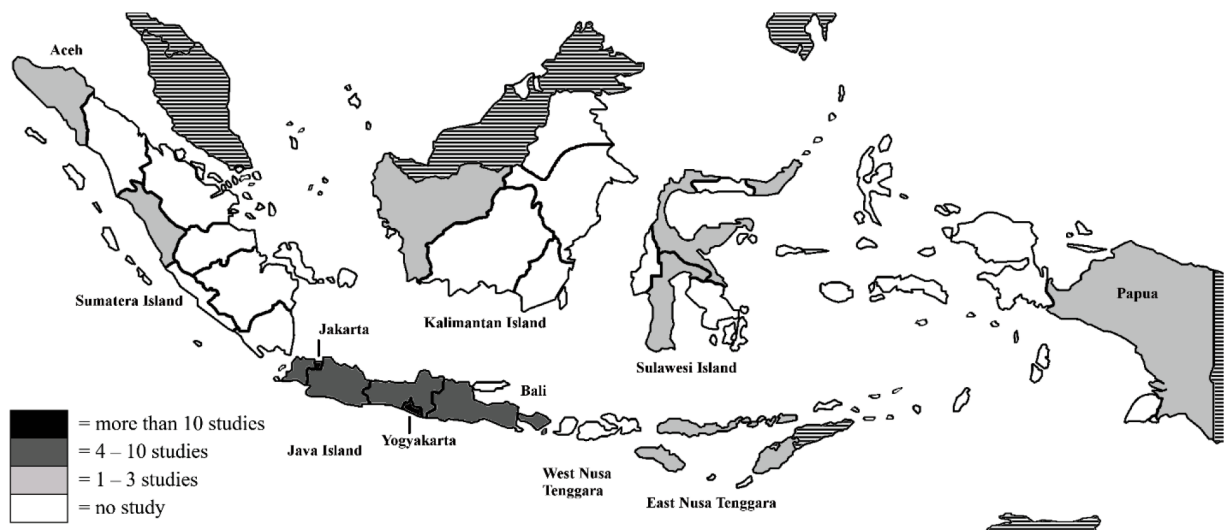 Aceh
Sumatera Island
Kalimantan Island
Papua
Jakarta
Sulawesi Island
Bali
= more than 10 studies
= 4 – 10 studies
= 1 – 3 studies
= no study
Yogyakarta
Java Island
West Nusa
Tenggara
East Nusa Tenggara